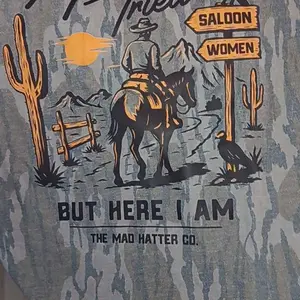 Tried
SALOON
WOMEN
BUT HERE I AM
THE MAD HATTER CO.